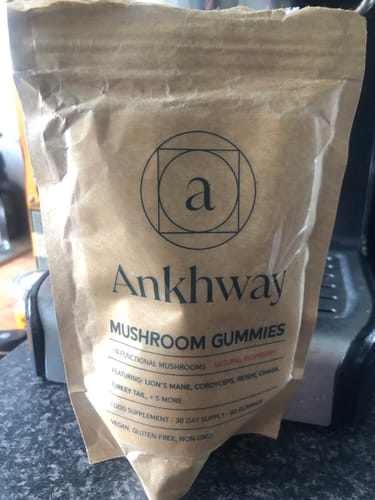 a
Ankhway
MUSHROOM GUMMIES
10 FUNCTIONAL MUSHROOMS - NATURAL RASPBERRY
FEATURING: LION'S MANE, CORDYCEPS, REISHI, CHAGA,
TURKEY TAIL, + 5 MORE
FOOD SUPPLEMENT - 30 DAY SUPPLY - 60 GUMMIES
VEGAN, GLUTEN-FREE, NON-GMO